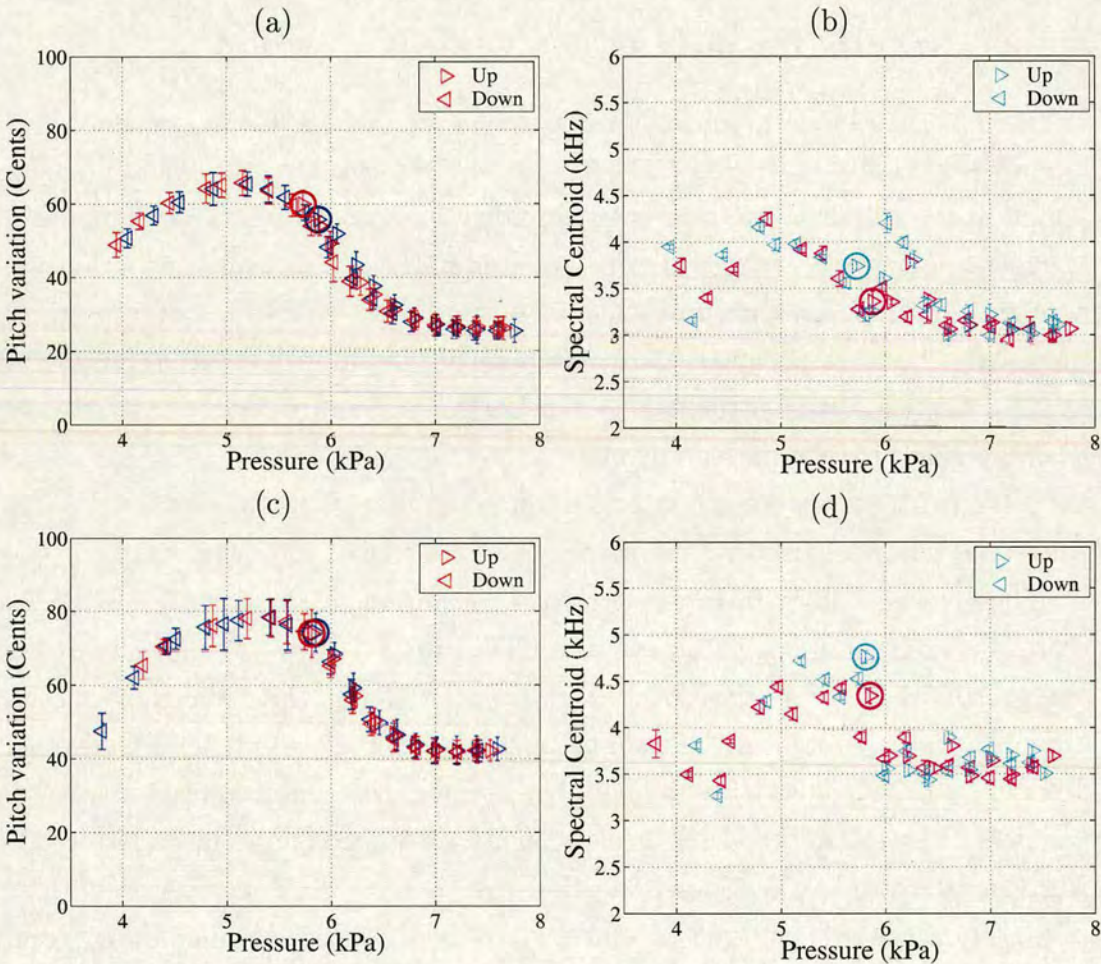 (a)
(b)
Pitch variation (Cents)
100
80
60
40
20
0
4
5
6
7
8
Pressure (kPa)
Up
Down
Spectral Centroid (kHz)
6
5.5
5
4.5
4
3.5
3
2.5
2
4
5
6
7
8
Pressure (kPa)
Up
Down
(c)
(d)
Pitch variation (Cents)
100
80
60
40
20
0
4
5
6
7
8
Pressure (kPa)
Up
Down
Spectral Centroid (kHz)
6
5.5
5
4.5
4
3.5
3
2.5
2
4
5
6
7
8
Pressure (kPa)
Up
Down